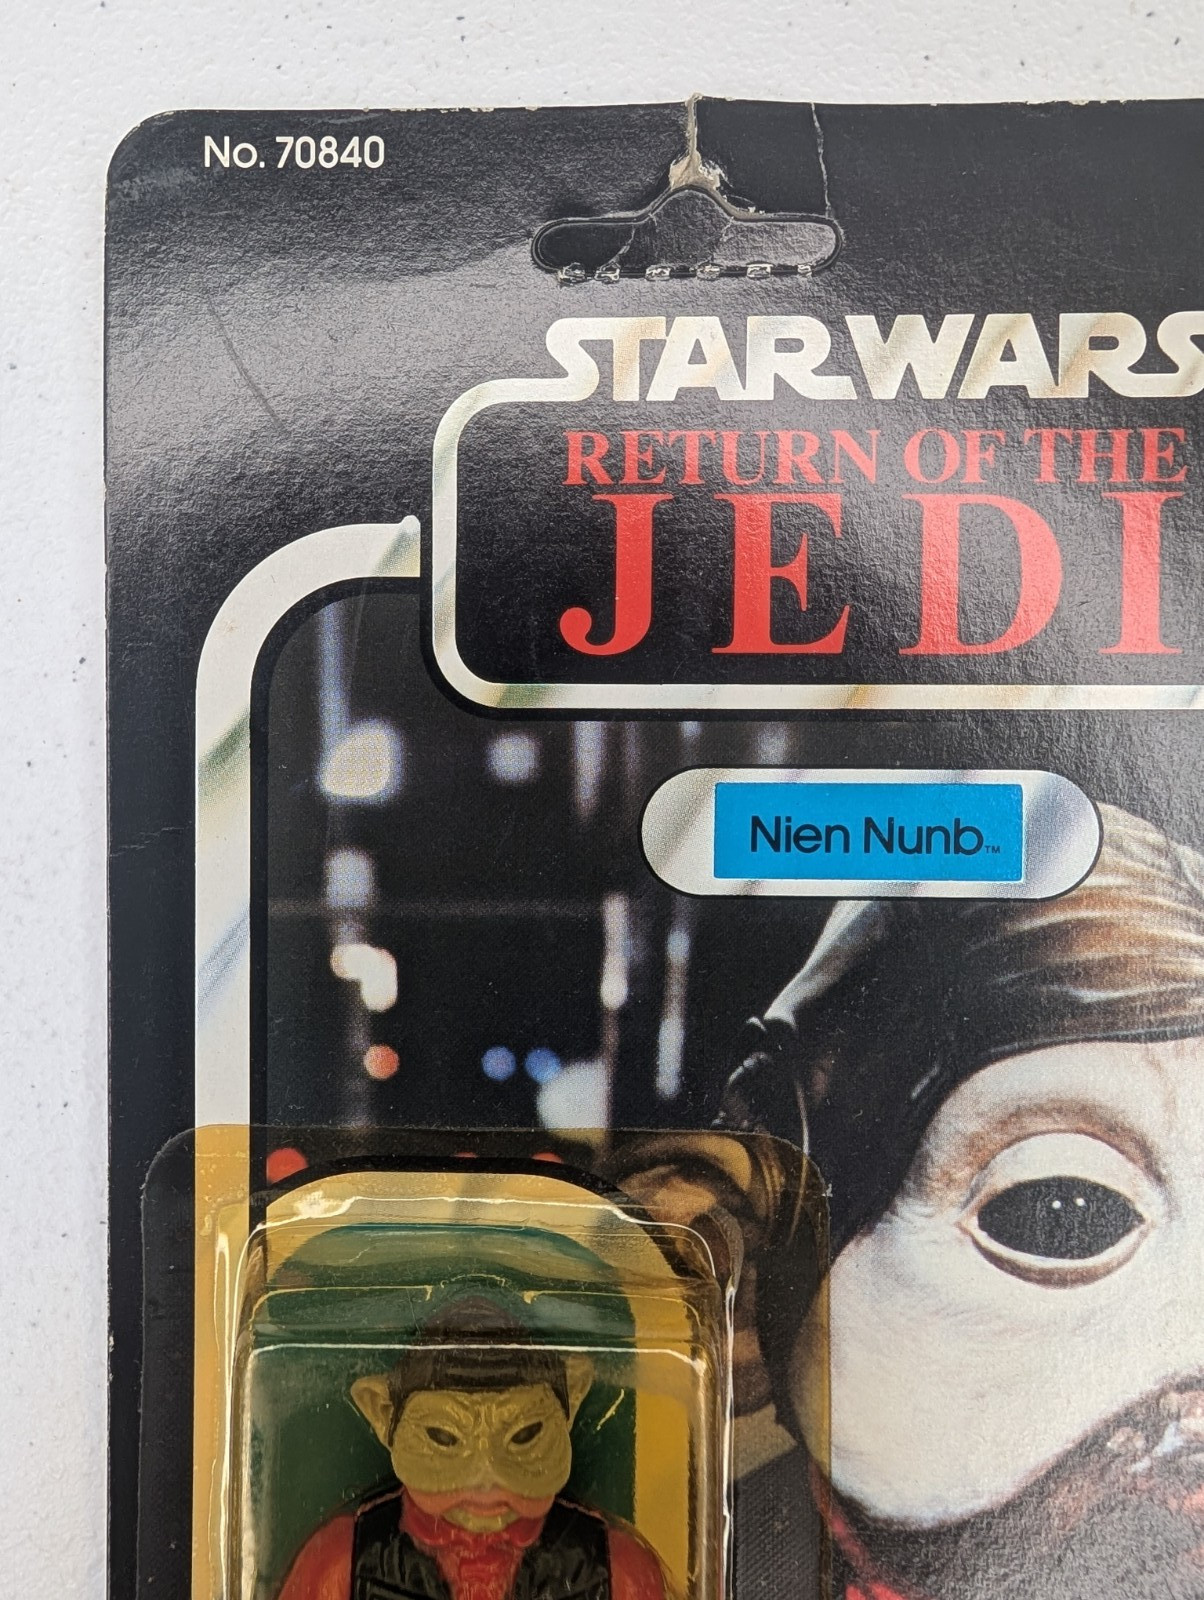 No. 70840
STAR WARS
RETURN OF THE
JEDI
Nien Nunb™